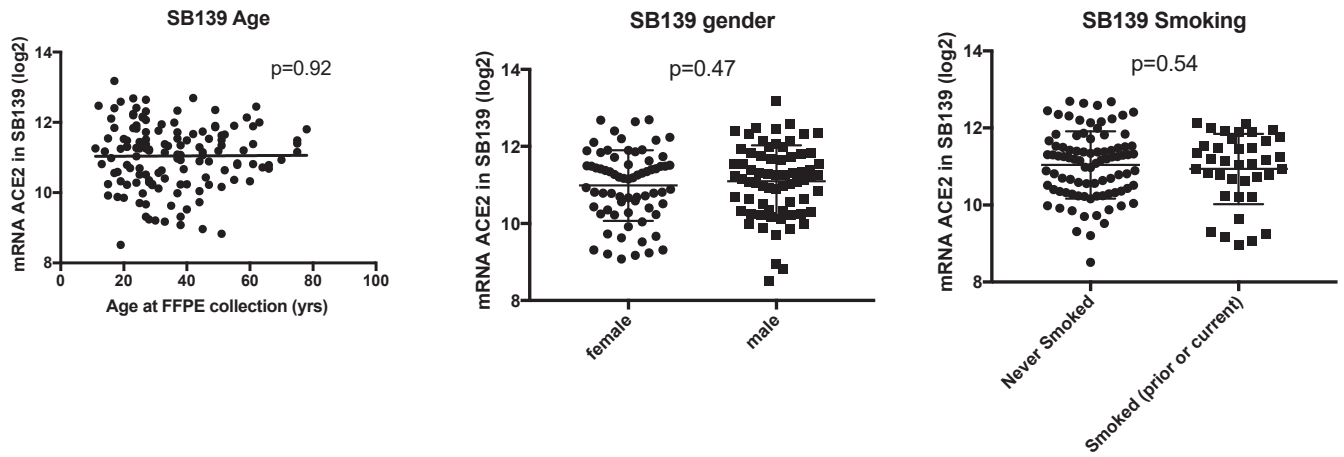 SB139 Age
mRNA ACE2 in SB139 (log2)
14
12
10
8
p=0.92
0
20
40
60
80
100
Age at FFPE collection (yrs)
SB139 gender
mRNA ACE2 in SB139 (log2)
14
12
10
8
p=0.47
female
male
SB139 Smoking
mRNA ACE2 in SB139 (log2)
14
12
10
8
p=0.54
Never Smoked
Smoked (prior or current)